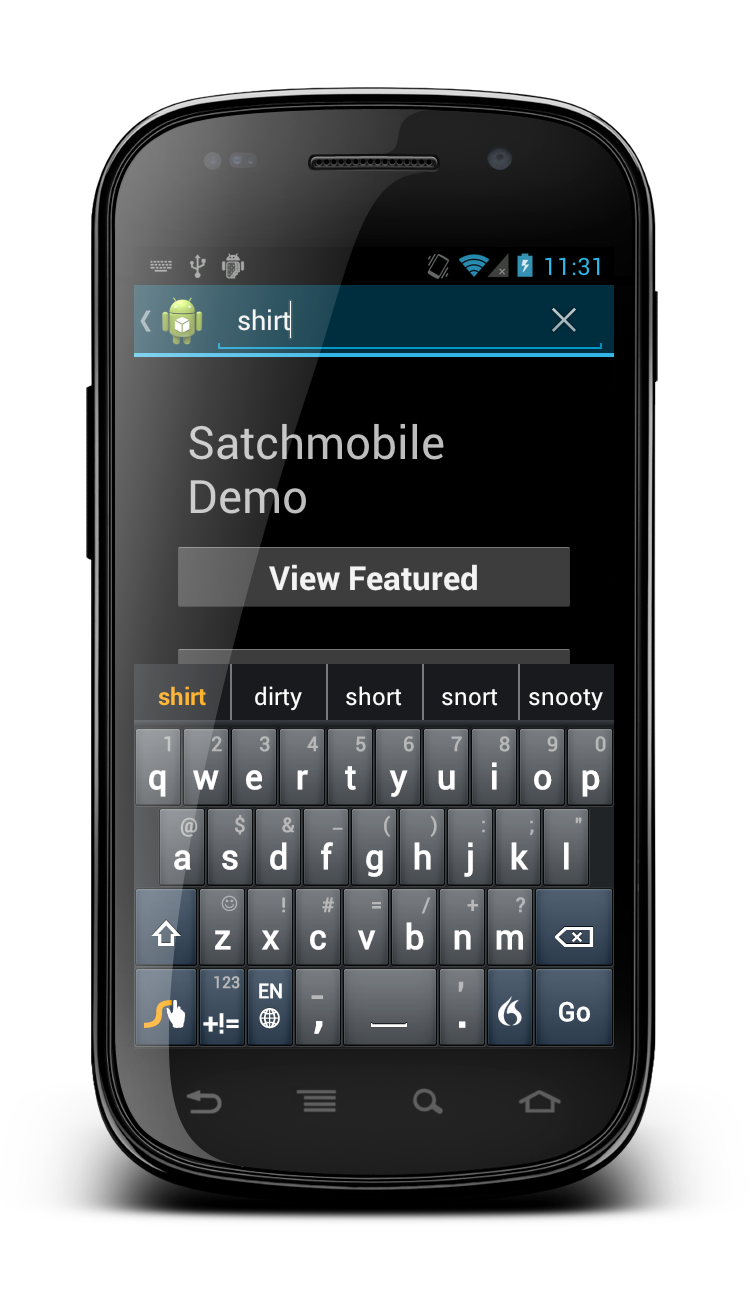 11:31
shirt
Satchmobile
Demo
View Featured
shirt dirty short snort snooty
1 2 3 4 5 6 7 8 9 0
q w e r t y u i o p
@ $ & _ ( ) : ; "
a s d f g h j k l
! # = / + ?
z x c v b n m
123 EN - '
+!= , . Go